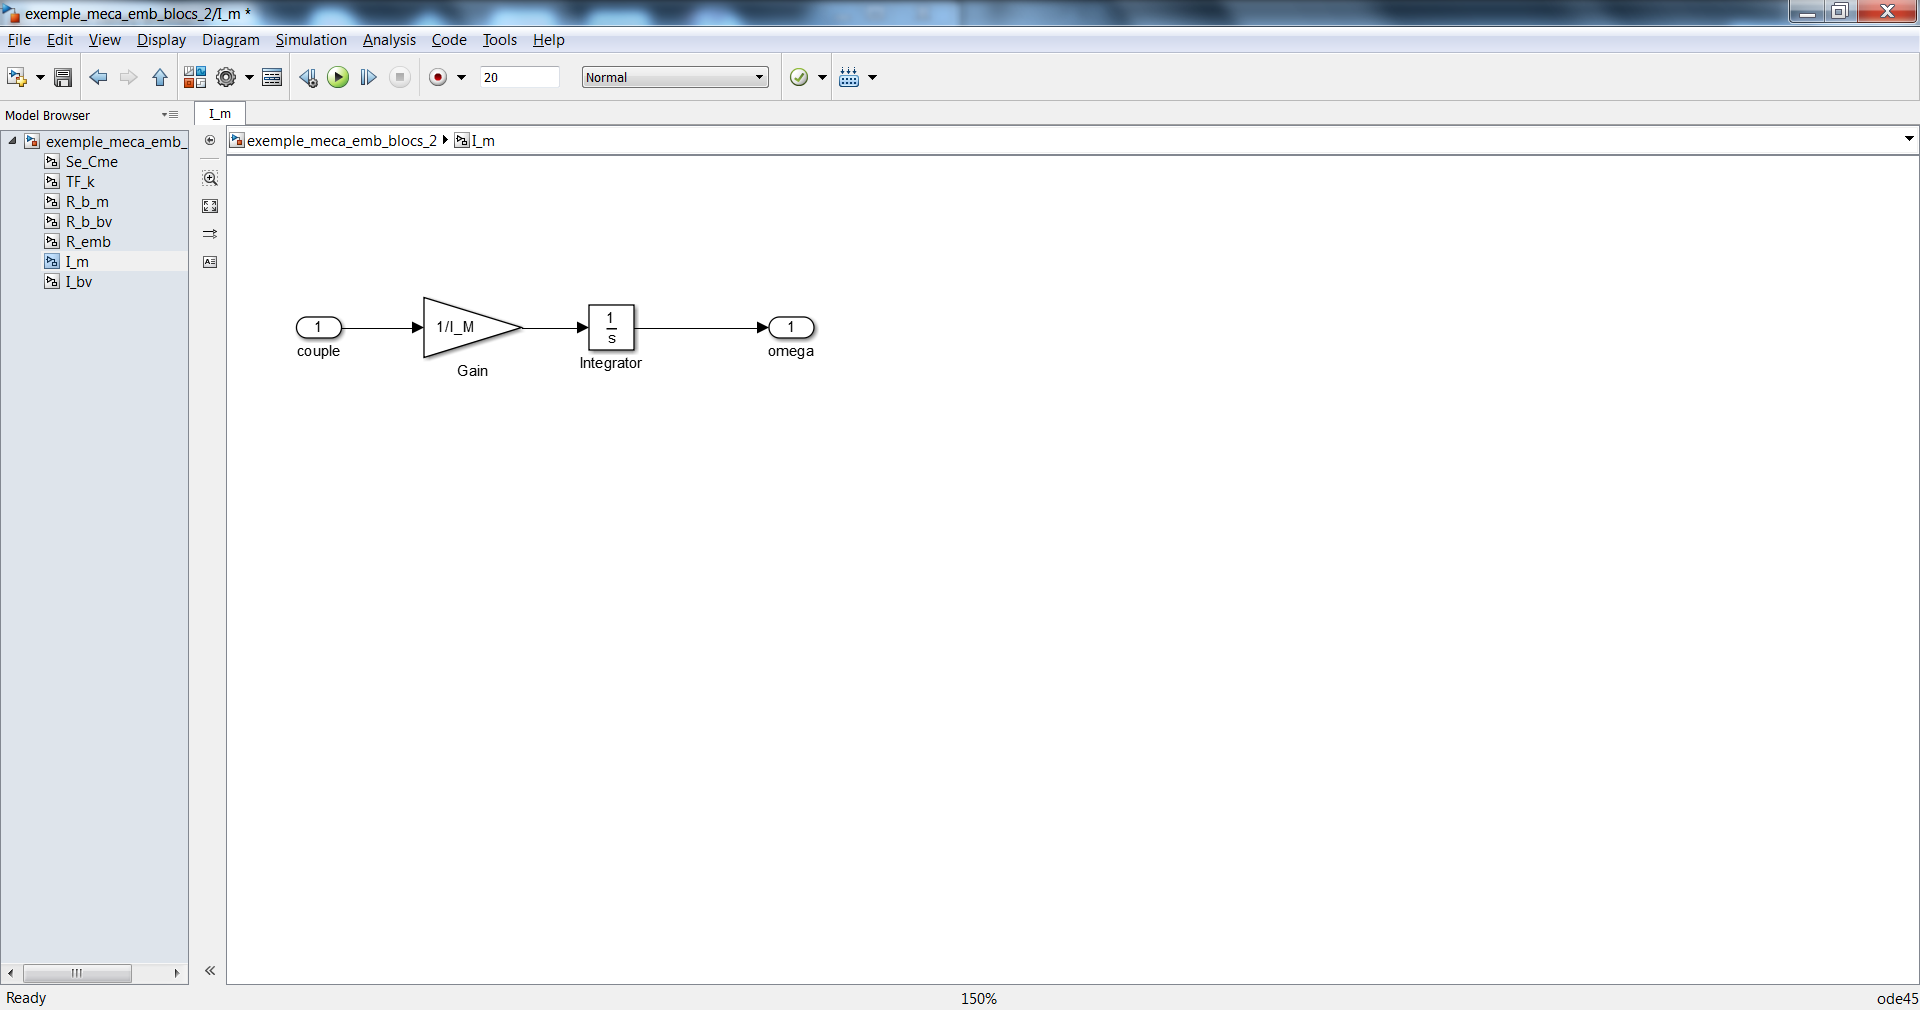 exemple_meca_emb_blocs_2/I_m *
File Edit View Display Diagram Simulation Analysis Code Tools Help
20 Normal
Model Browser
I_m
exemple_meca_emb_
Se_Cme
TF_k
R_b_m
R_b_bv
R_emb
I_m
I_bv
exemple_meca_emb_blocs_2 I_m
1
couple
1/I_M
Gain
1
s
Integrator
1
omega
Ready 150% ode45